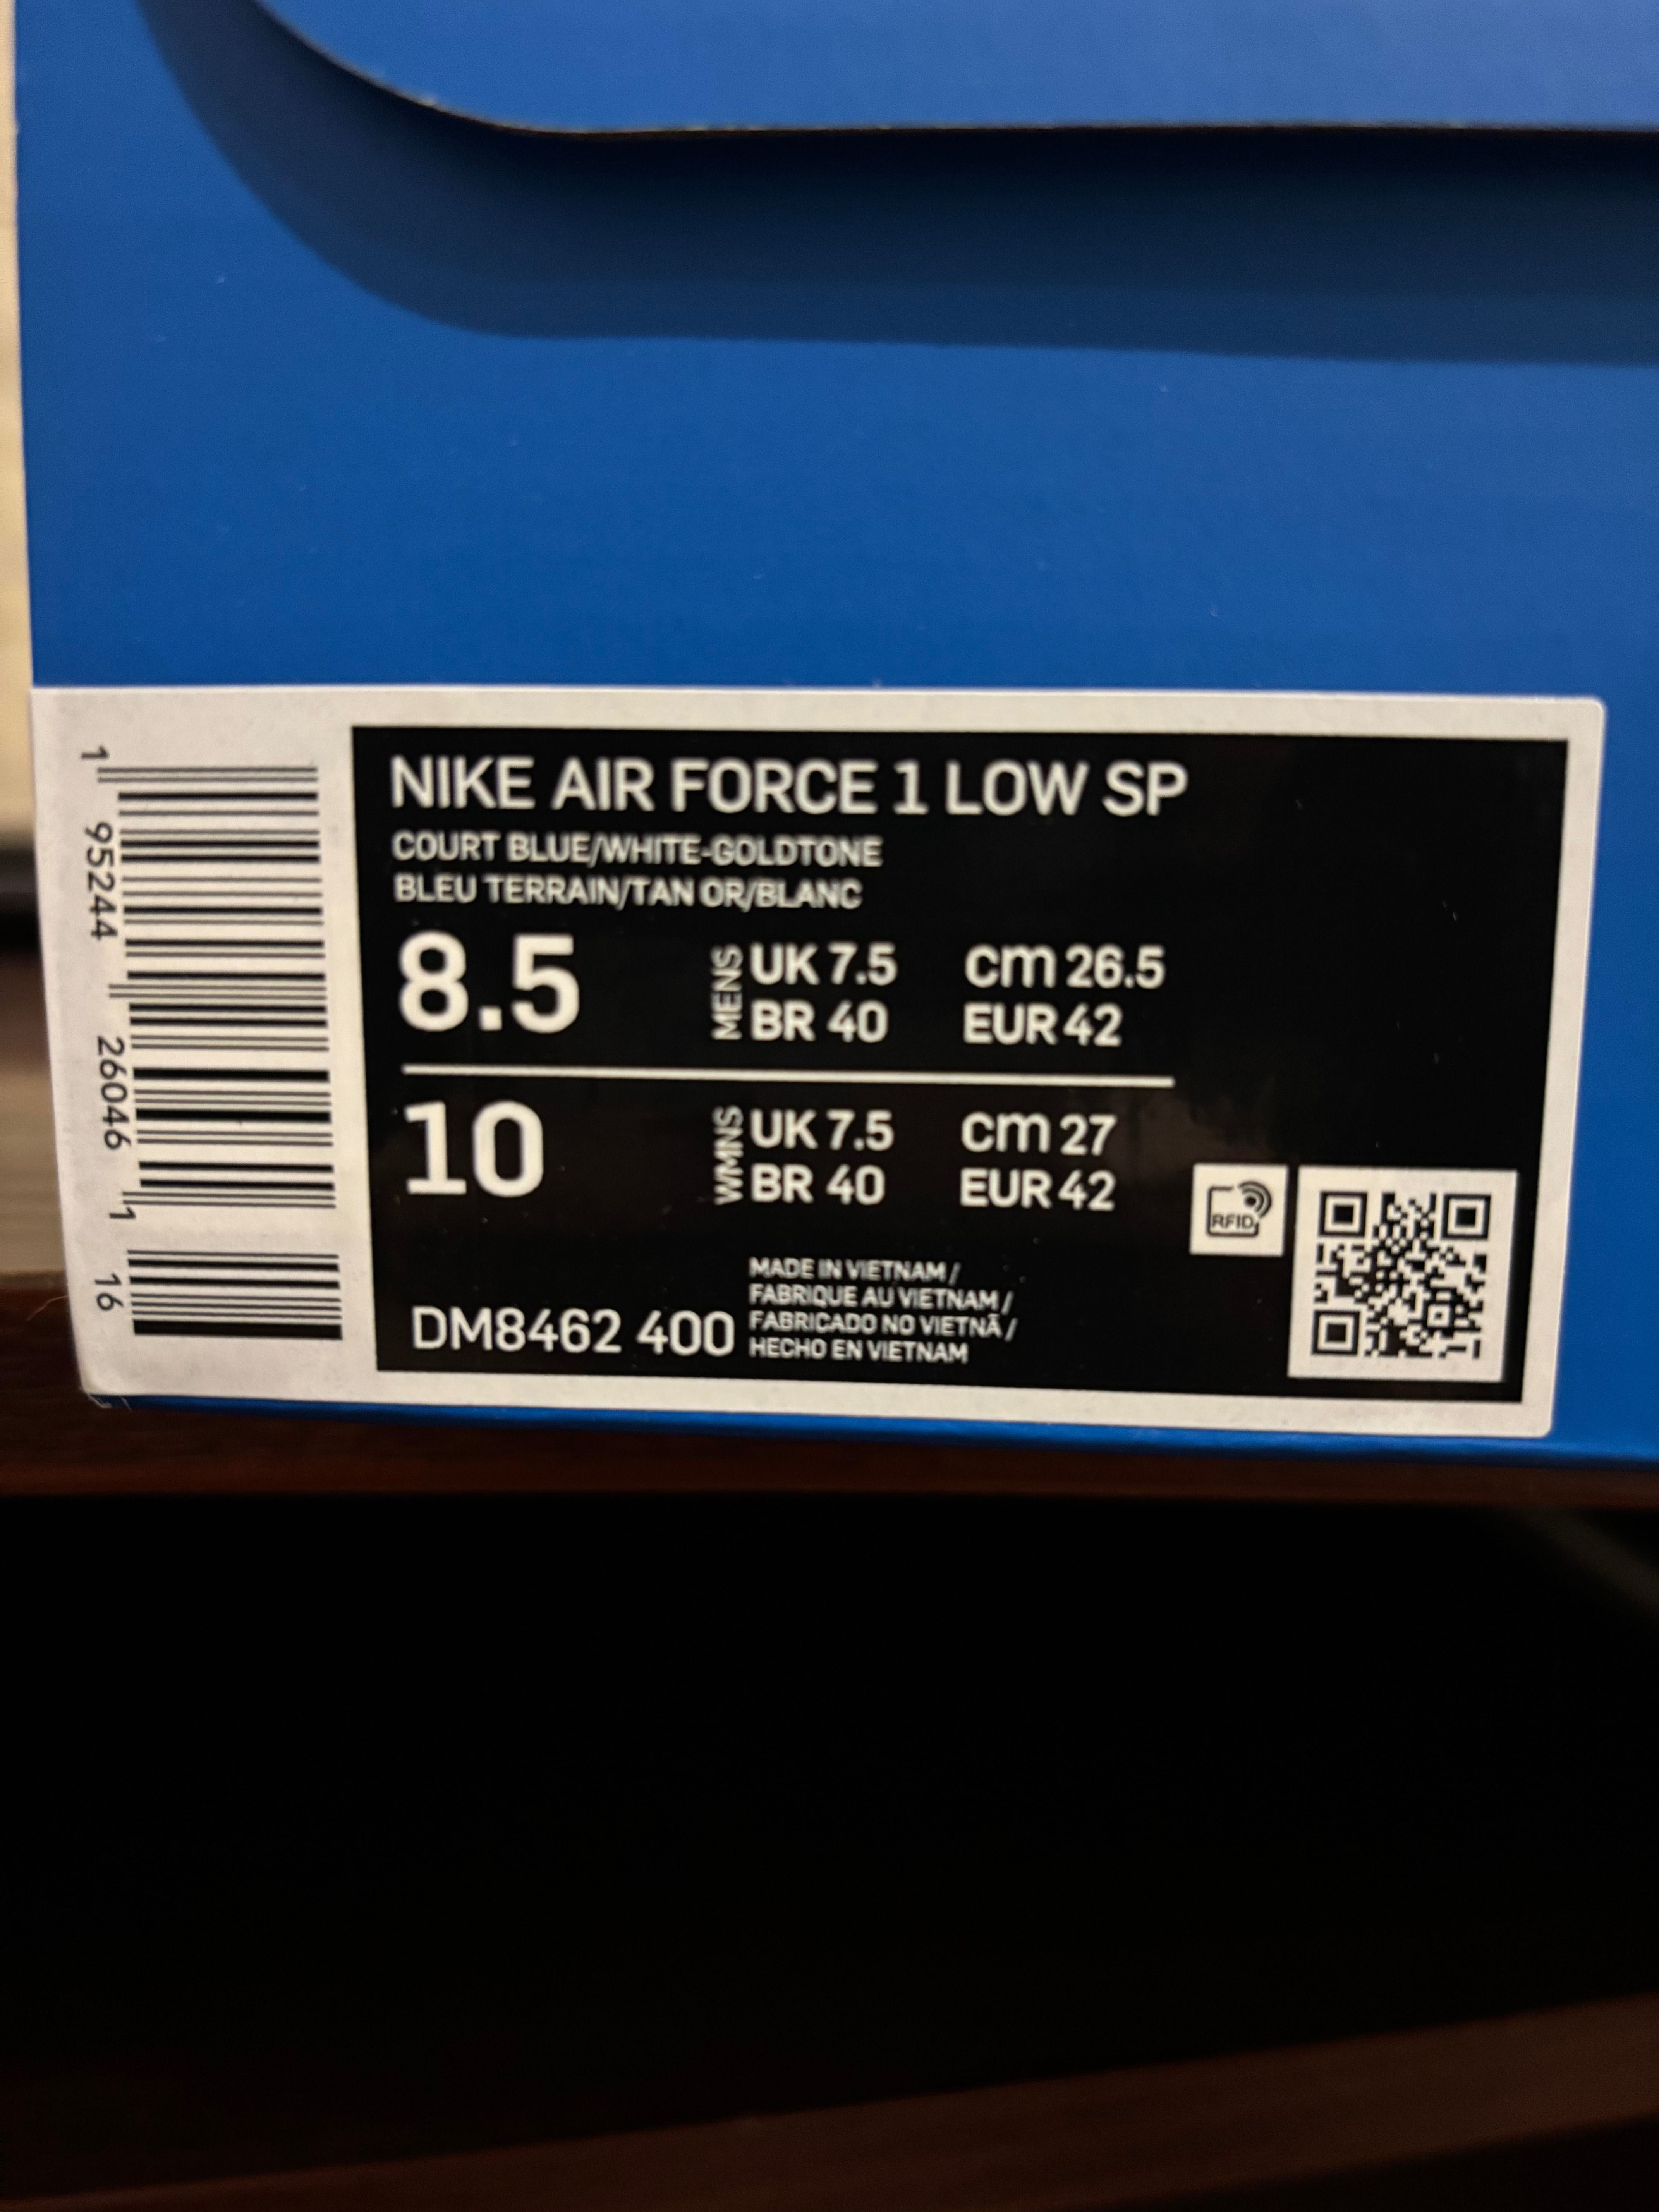 NIKE AIR FORCE 1 LOW SP
COURT BLUE/WHITE-GOLDTONE
BLEU TERRAIN/TAN OR/BLANC
8.5 MENS UK 7.5 cm 26.5
BR 40 EUR 42
10 WMNS UK 7.5 cm 27
BR 40 EUR 42
RFID
DM8462 400
MADE IN VIETNAM /
FABRIQUE AU VIETNAM /
FABRICADO NO VIETNÃ /
HECHO EN VIETNAM
1 95244 26046 1 16